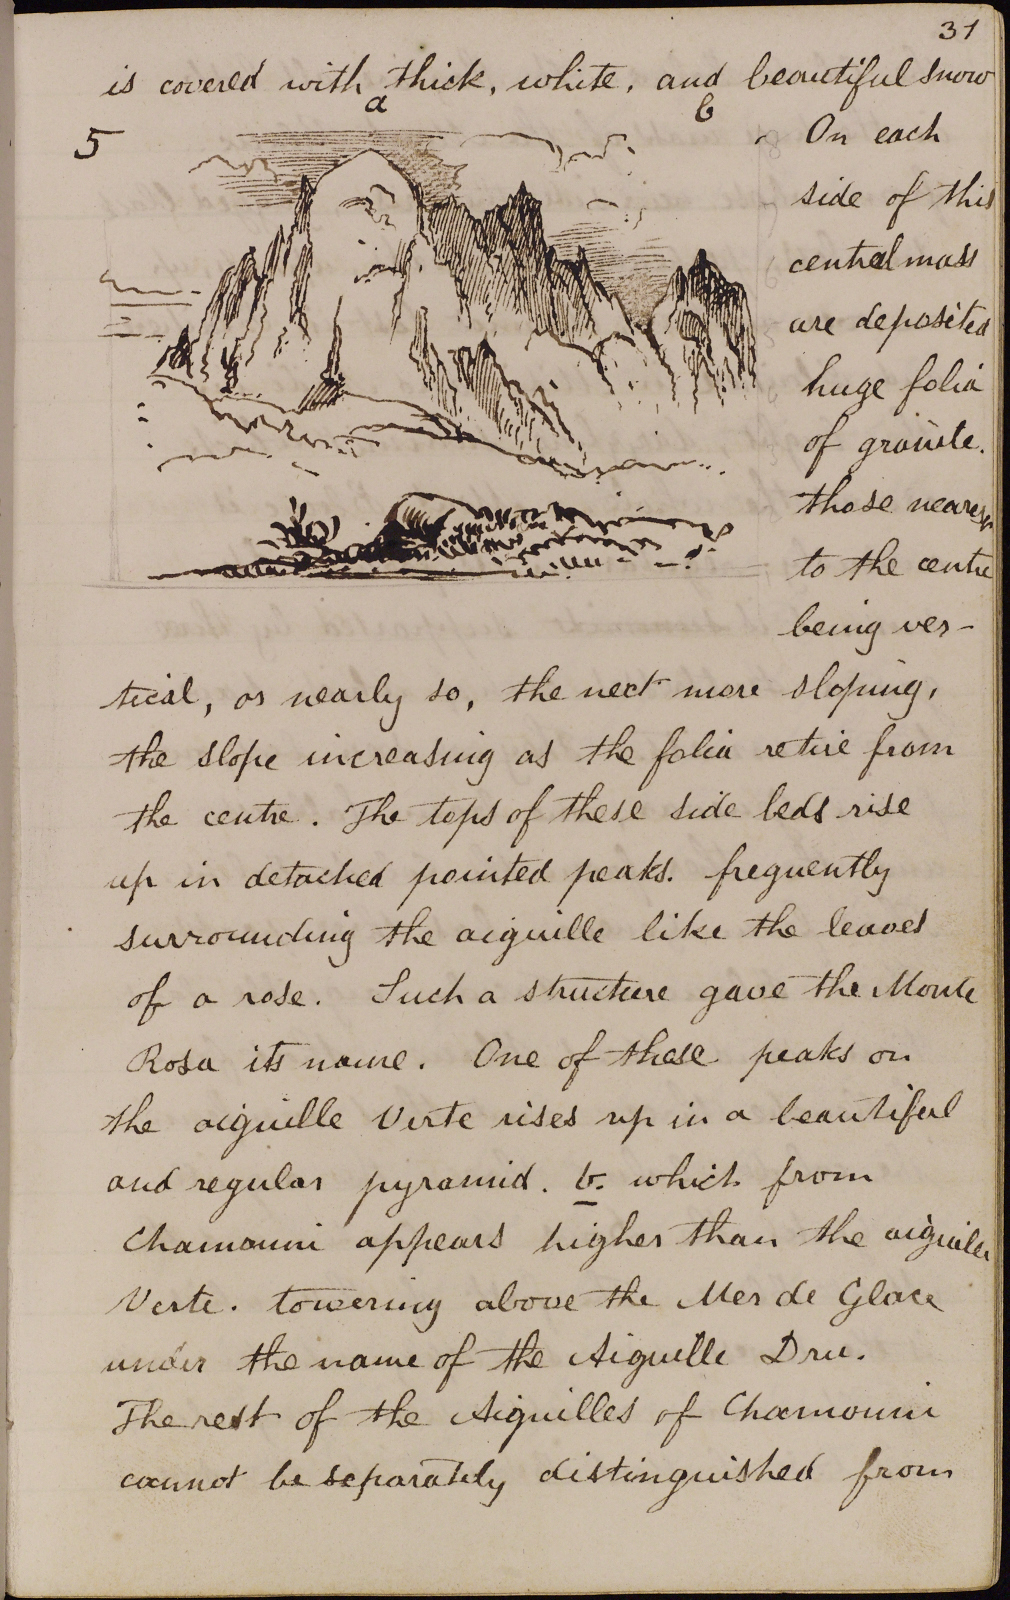 31
is covered with thick, white, and beautiful snow
a b
5
On each
side of this
central mass
are deposited
huge folia
of granite.
those nearest
to the centre
being ver-
tical, or nearly so, the next more sloping,
the slope increasing as the folia retire from
the centre. The tops of these side beds rise
up in detached pointed peaks. frequently
surrounding the aiguille like the leaves
of a rose. Such a structure gave the Monte
Rosa its name. One of these peaks on
the aiguille Verte rises up in a beautiful
and regular pyramid. b. which from
Chamouni appears higher than the aiguille
Verte. towering above the Mer de Glace
under the name of the Aiguille Dru.
The rest of the Aiguilles of Chamouni
cannot be separately distinguished from